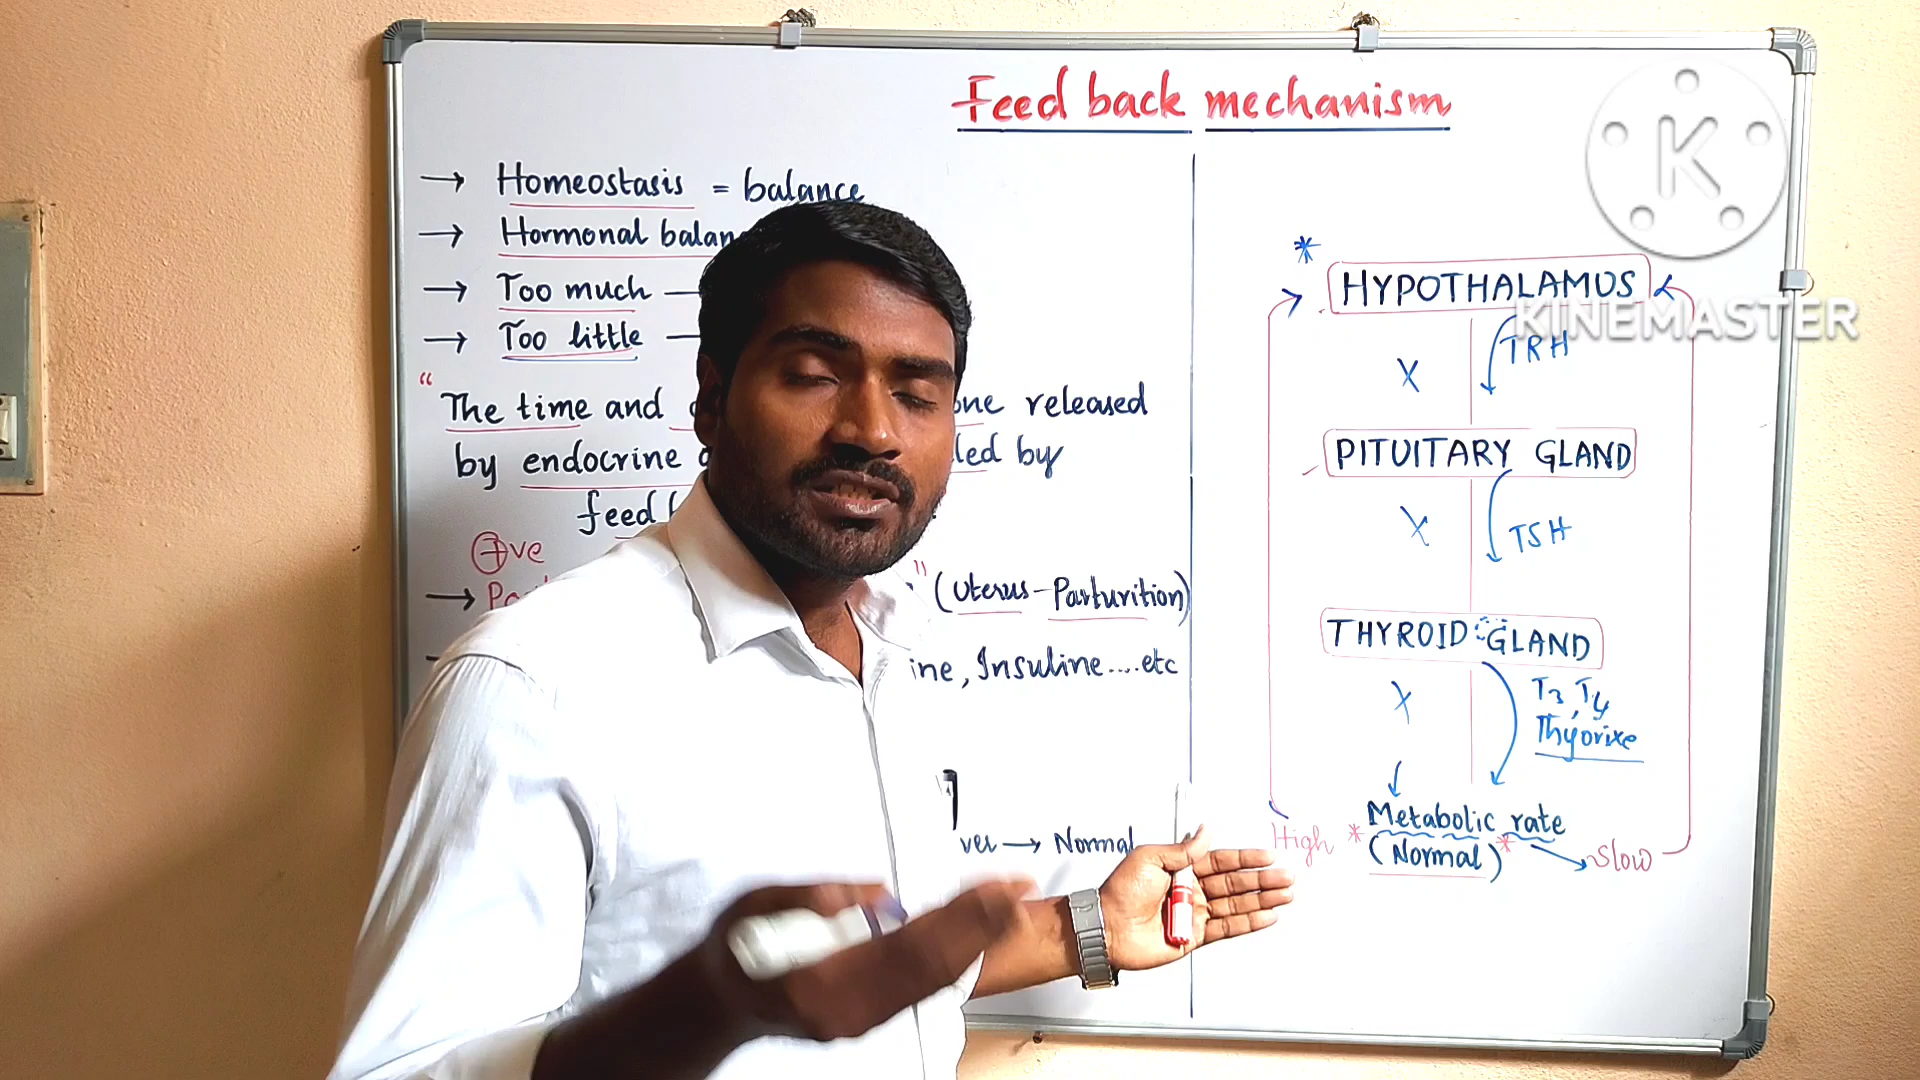 Feed back mechanism
→ Homeostasis = balance
→ Hormonal balan
→ Too much —
→ Too little —
“ The time and one released
by endocrine led by
feed
+ve
→ " (Uterus – Parturition)
ine, Insuline....etc
ver → Normal
K
KINEMASTER
* HYPOTHALAMUS
X TRH
PITUITARY GLAND
X TSH
THYROID GLAND
X T3, T4
Thyorixe
High * Metabolic rate
(Normal) * Slow